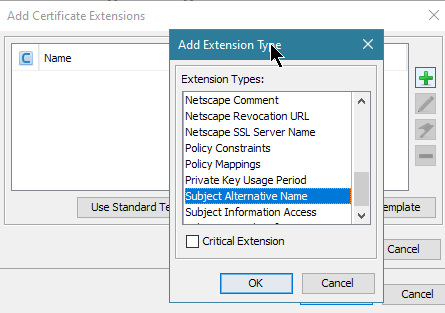 Add Certificate Extensions
Add Extension Type
C Name
Extension Types:
Netscape Comment
Netscape Revocation URL
Netscape SSL Server Name
Policy Constraints
Policy Mappings
Private Key Usage Period
Subject Alternative Name
Subject Information Access
Use Standard Te
mplate
Critical Extension
Cancel
OK Cancel
Cancel